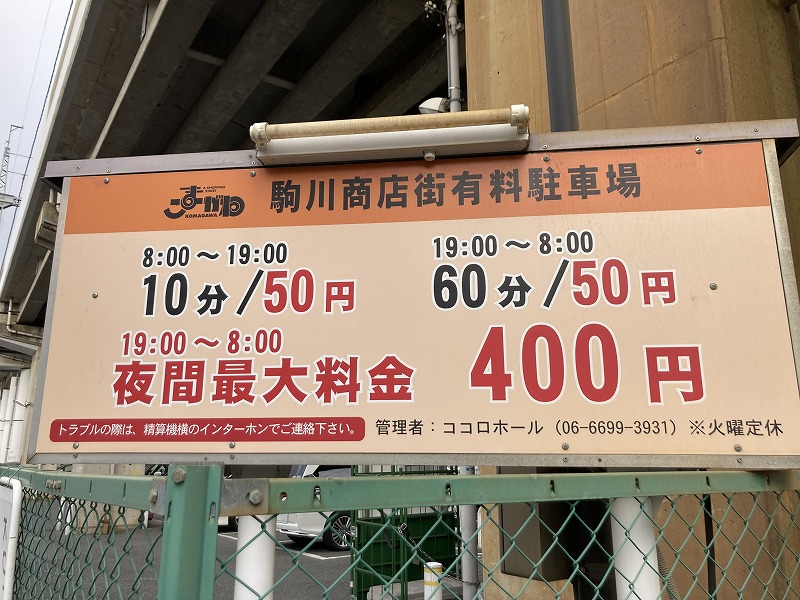 こまがわ
A SHOPPING STREET
KOMAGAWA
駒川商店街有料駐車場
8:00～19:00
10分/50円
19:00～8:00
60分/50円
19:00～8:00
夜間最大料金 400円
トラブルの際は、精算機横のインターホンでご連絡下さい。
管理者：ココロホール（06-6699-3931）※火曜定休